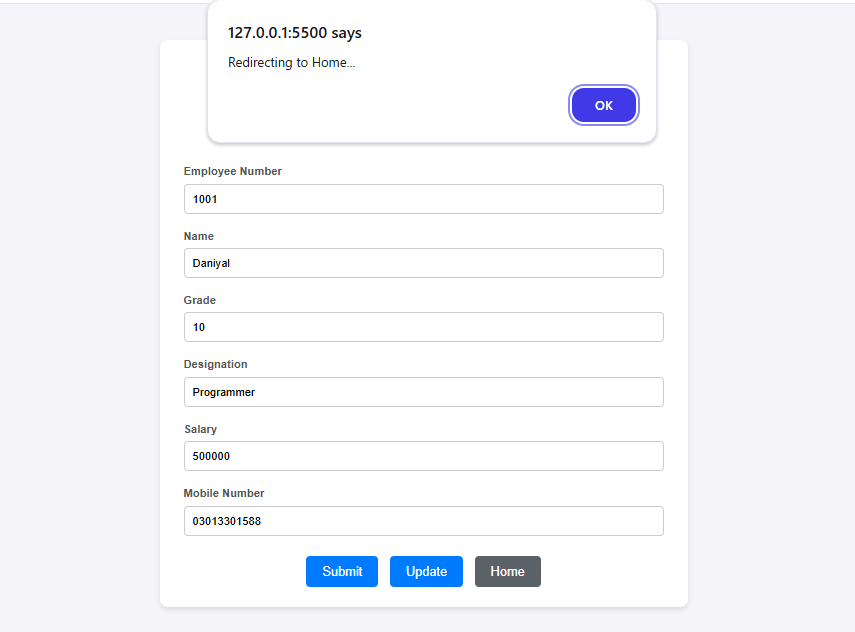 127.0.0.1:5500 says
Redirecting to Home...
OK
Employee Number
1001
Name
Daniyal
Grade
10
Designation
Programmer
Salary
500000
Mobile Number
03013301588
Submit Update Home